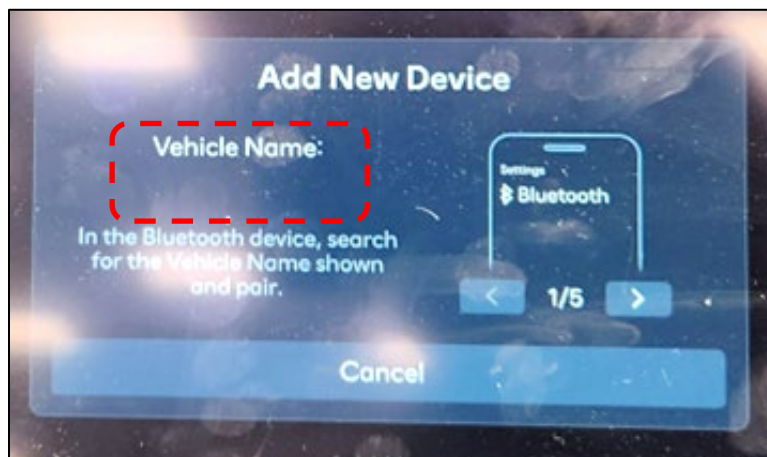 Add New Device
Vehicle Name:
In the Bluetooth device, search
for the Vehicle Name shown
and pair.
Settings
Bluetooth
< 1/5 >
Cancel